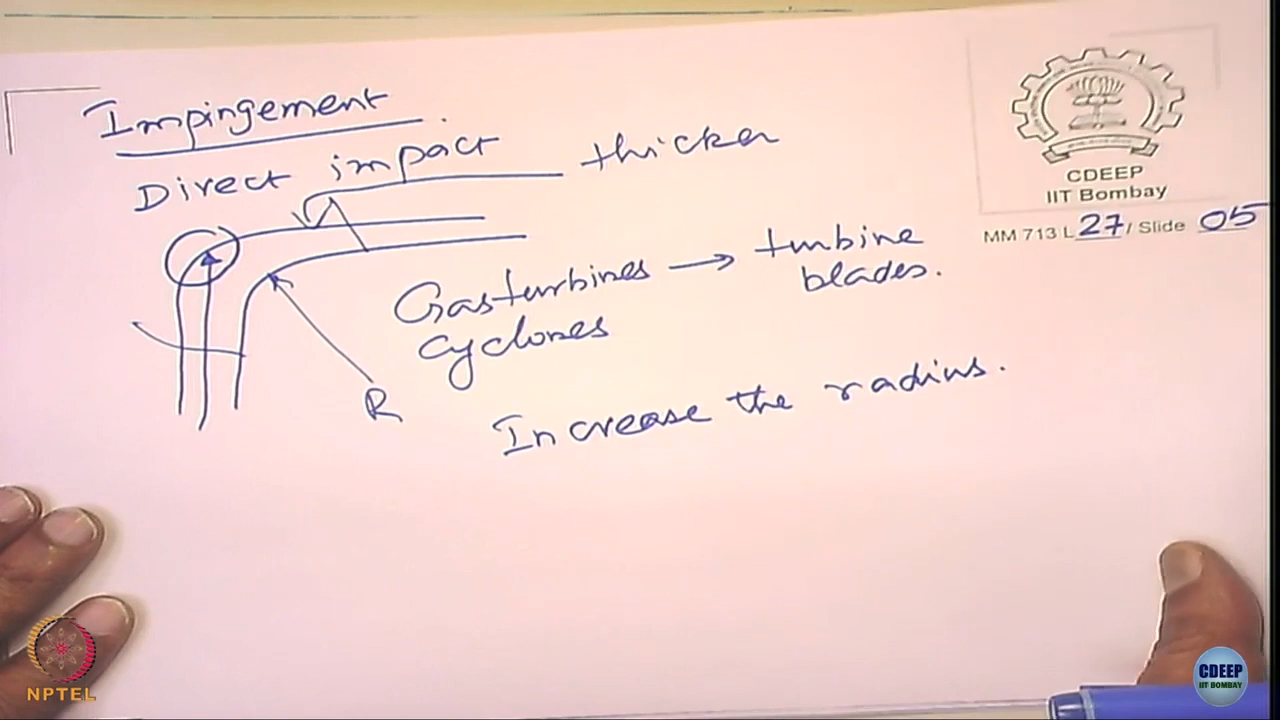 Impingement.
Direct impact thicker
Gasturbines → turbine
blades.
cyclones
R
Increase the radius.
CDEEP
IIT Bombay
MM 713 L 27 / Slide 05
NPTEL
CDEEP
IIT BOMBAY